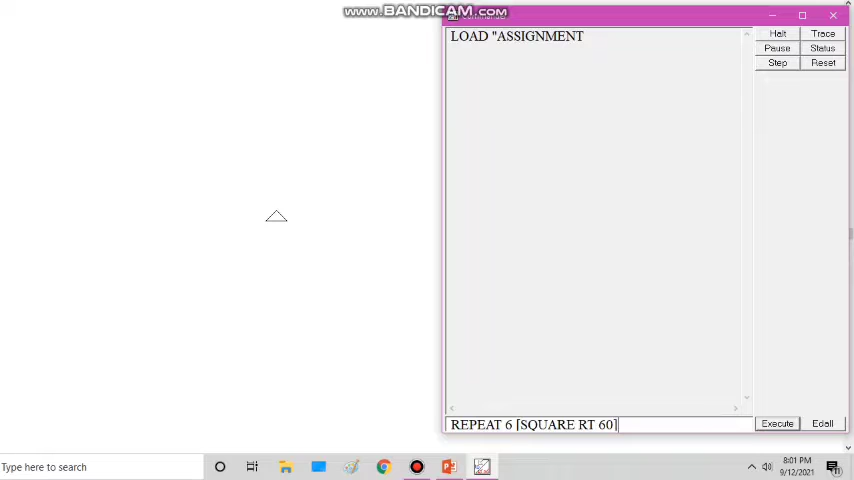 www.BANDICAM.com
LOAD "ASSIGNMENT
Halt Trace
Pause Status
Step Reset
REPEAT 6 [SQUARE RT 60]
Execute Edall
Type here to search
8:01 PM
9/12/2021